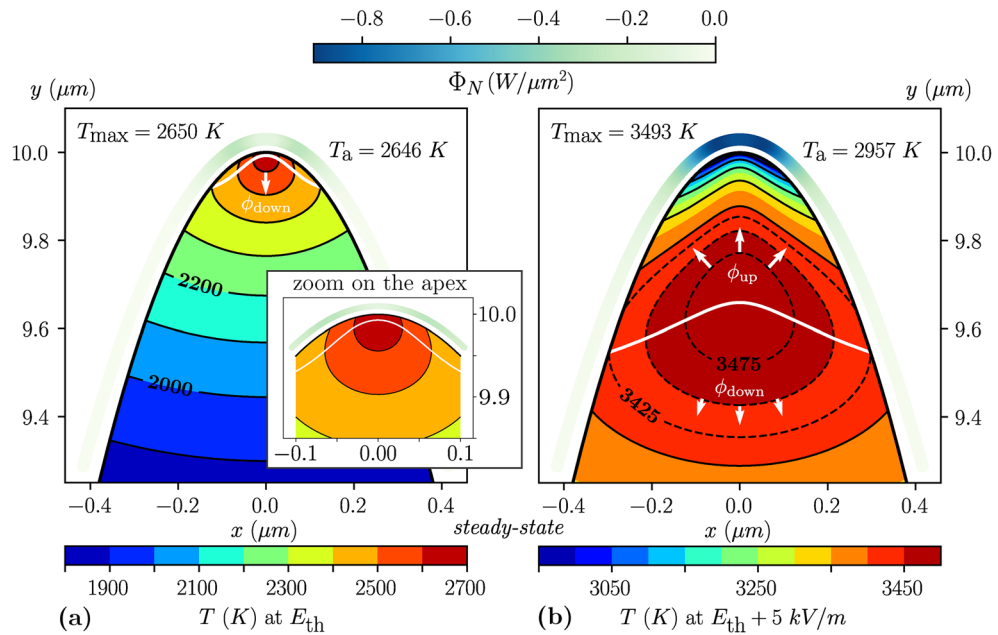 −0.8 −0.6 −0.4 −0.2 0.0
Φ_N (W/μm²)
y (μm)
T_max = 2650 K
T_a = 2646 K
10.0
9.8
9.6
9.4
ϕ_down
2200
2000
zoom on the apex
10.0
9.9
−0.1 0.00 0.1
−0.4 −0.2 0.0 0.2 0.4
x (μm)
1900 2100 2300 2500 2700
(a) T (K) at E_th
y (μm)
T_max = 3493 K
T_a = 2957 K
10.0
9.8
9.6
9.4
ϕ_up
3475
ϕ_down
3425
−0.4 −0.2 0.0 0.2 0.4
x (μm)
steady-state
3050 3250 3450
(b) T (K) at E_th + 5 kV/m